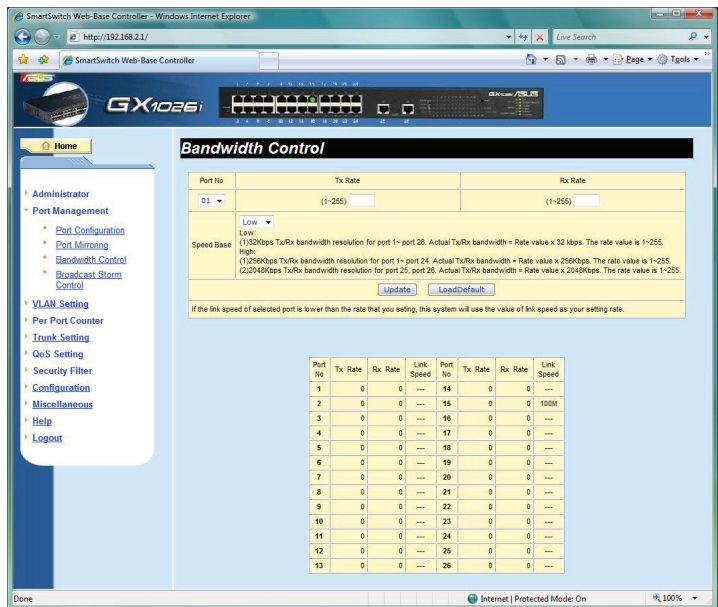 SmartSwitch Web-Base Controller - Windows Internet Explorer
http://192.168.2.1/
Live Search
SmartSwitch Web-Base Controller
Page Tools
ASUS
GX1026i
GX1026i ASUS
Home
Administrator
Port Management
Port Configuration
Port Mirroring
Bandwidth Control
Broadcast Storm
Control
VLAN Setting
Per Port Counter
Trunk Setting
QoS Setting
Security Filter
Configuration
Miscellaneous
Help
Logout
Bandwidth Control
Port No Tx Rate Rx Rate
01 (1~255) (1~255)
Speed Base
Low
Low:
(1)32Kbps Tx/Rx bandwidth resolution for port 1~ port 26. Actual Tx/Rx bandwidth = Rate value x 32 kbps. The rate value is 1~255.
High:
(1)256Kbps Tx/Rx bandwidth resolution for port 1~ port 24. Actual Tx/Rx bandwidth = Rate value x 256Kbps. The rate value is 1~255.
(2)2048Kbps Tx/Rx bandwidth resolution for port 25, port 26. Actual Tx/Rx bandwidth = Rate value x 2048Kbps. The rate value is 1~255.
Update LoadDefault
If the link speed of selected port is lower than the rate that you seting, this system will use the value of link speed as your setting rate.
Port No Tx Rate Rx Rate Link Speed Port No Tx Rate Rx Rate Link Speed
1 0 0 --- 14 0 0 ---
2 0 0 --- 15 0 0 100M
3 0 0 --- 16 0 0 ---
4 0 0 --- 17 0 0 ---
5 0 0 --- 18 0 0 ---
6 0 0 --- 19 0 0 ---
7 0 0 --- 20 0 0 ---
8 0 0 --- 21 0 0 ---
9 0 0 --- 22 0 0 ---
10 0 0 --- 23 0 0 ---
11 0 0 --- 24 0 0 ---
12 0 0 --- 25 0 0 ---
13 0 0 --- 26 0 0 ---
Done Internet | Protected Mode: On 100%